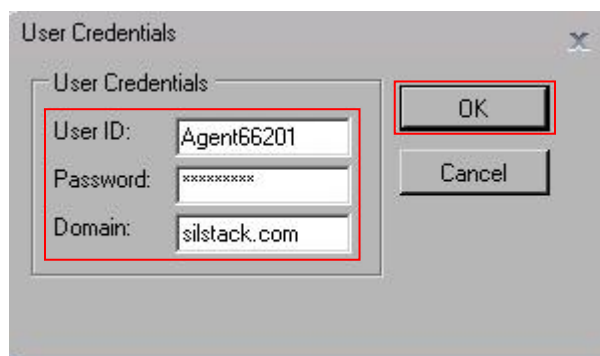 User Credentials
User Credentials
User ID: Agent66201
Password: *********
Domain: silstack.com
OK
Cancel